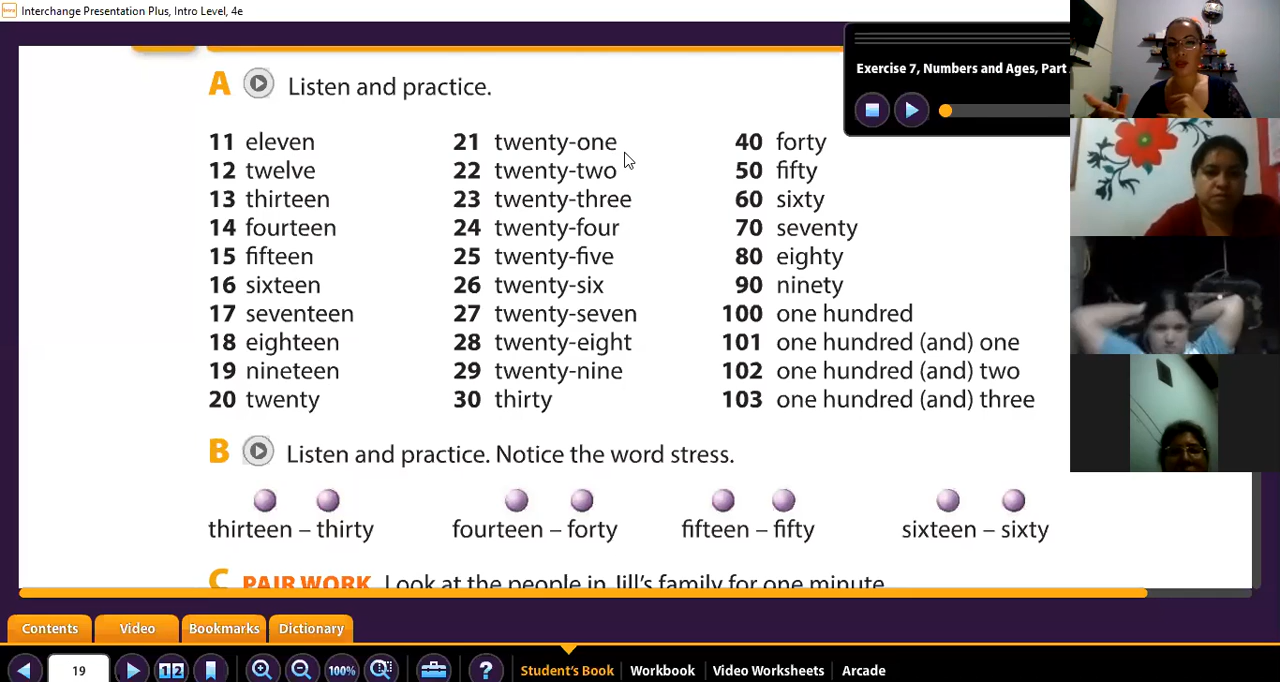 Interchange Presentation Plus, Intro Level, 4e
Exercise 7, Numbers and Ages, Part
A Listen and practice.
11 eleven
12 twelve
13 thirteen
14 fourteen
15 fifteen
16 sixteen
17 seventeen
18 eighteen
19 nineteen
20 twenty
21 twenty-one
22 twenty-two
23 twenty-three
24 twenty-four
25 twenty-five
26 twenty-six
27 twenty-seven
28 twenty-eight
29 twenty-nine
30 thirty
40 forty
50 fifty
60 sixty
70 seventy
80 eighty
90 ninety
100 one hundred
101 one hundred (and) one
102 one hundred (and) two
103 one hundred (and) three
B Listen and practice. Notice the word stress.
thirteen – thirty fourteen – forty fifteen – fifty sixteen – sixty
C PAIR WORK Look at the people in Jill's family for one minute
Contents Video Bookmarks Dictionary
19 1 2 100% ? Student's Book Workbook Video Worksheets Arcade